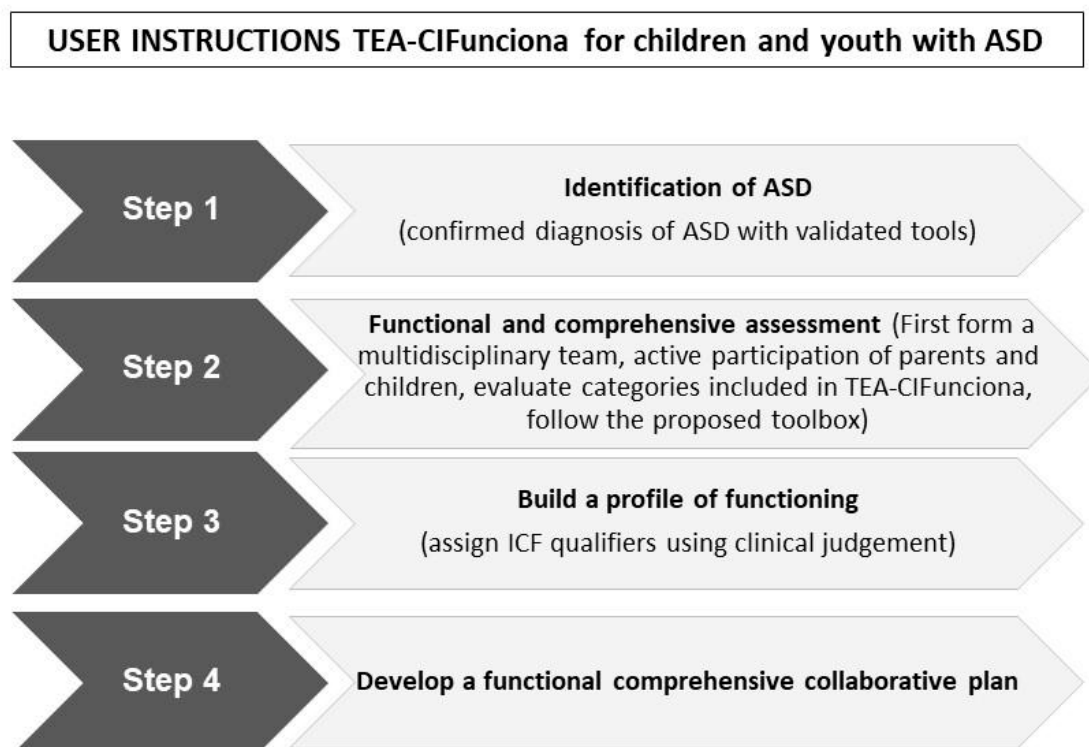 USER INSTRUCTIONS TEA-CIFunciona for children and youth with ASD
Step 1
Identification of ASD
(confirmed diagnosis of ASD with validated tools)
Step 2
Functional and comprehensive assessment (First form a
multidisciplinary team, active participation of parents and
children, evaluate categories included in TEA-CIFunciona,
follow the proposed toolbox)
Step 3
Build a profile of functioning
(assign ICF qualifiers using clinical judgement)
Step 4
Develop a functional comprehensive collaborative plan